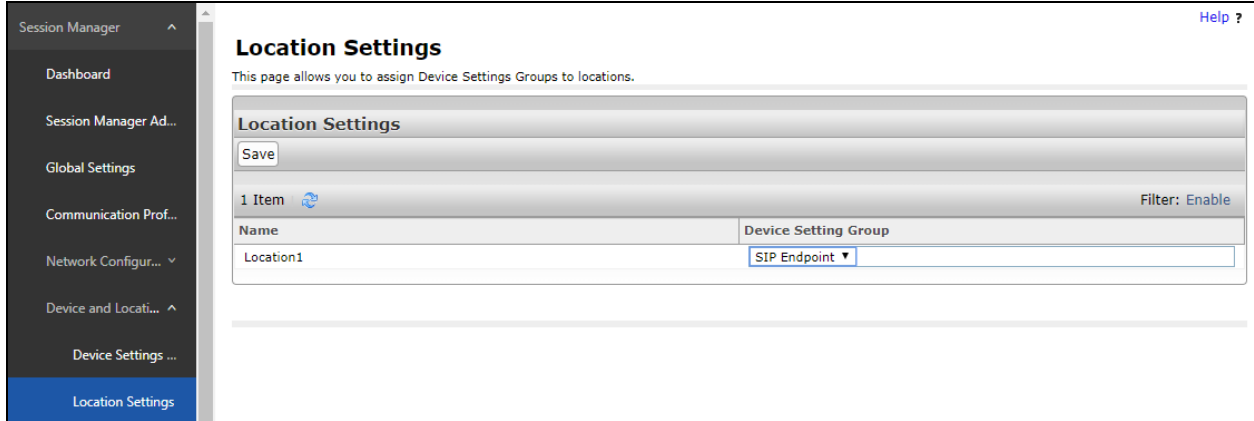 Session Manager
Dashboard
Session Manager Ad...
Global Settings
Communication Prof...
Network Configur...
Device and Locati...
Device Settings ...
Location Settings
Help ?
Location Settings
This page allows you to assign Device Settings Groups to locations.
Location Settings
Save
1 Item Filter: Enable
Name Device Setting Group
Location1 SIP Endpoint